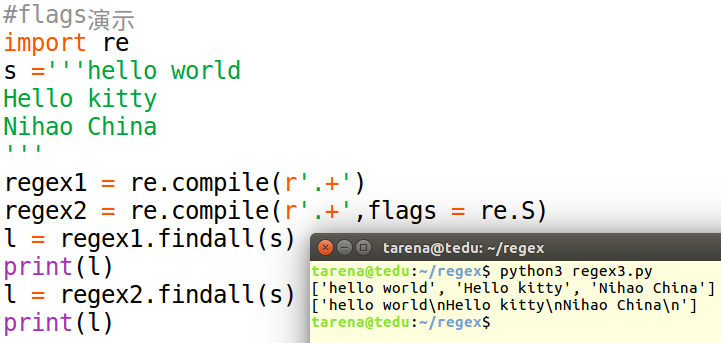 #flags演示
import re
s ='''hello world
Hello kitty
Nihao China
'''
regex1 = re.compile(r'.+')
regex2 = re.compile(r'.+',flags = re.S)
l = regex1.findall(s)
print(l)
l = regex2.findall(s)
print(l)
tarena@tedu: ~/regex
tarena@tedu:~/regex$ python3 regex3.py
['hello world', 'Hello kitty', 'Nihao China']
['hello world\nHello kitty\nNihao China\n']
tarena@tedu:~/regex$